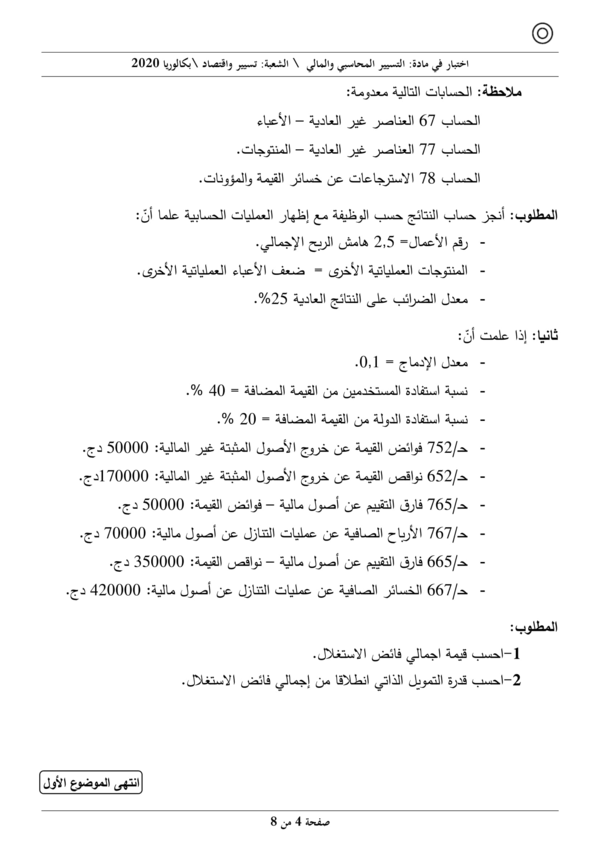 اختبار في مادة: التسيير المحاسبي والمالي \ الشعبة: تسيير واقتصاد \بكالوريا 2020
ملاحظة: الحسابات التالية معدومة:
الحساب 67 العناصر غير العادية – الأعباء
الحساب 77 العناصر غير العادية – المنتوجات.
الحساب 78 الاسترجاعات عن خسائر القيمة والمؤونات.
المطلوب: أنجز حساب النتائج حسب الوظيفة مع إظهار العمليات الحسابية علما أنّ:
- رقم الأعمال= 2,5 هامش الربح الإجمالي.
- المنتوجات العملياتية الأخرى = ضعف الأعباء العملياتية الأخرى.
- معدل الضرائب على النتائج العادية 25%.
ثانيا: إذا علمت أنّ:
- معدل الإدماج = 0,1.
- نسبة استفادة المستخدمين من القيمة المضافة = 40 %.
- نسبة استفادة الدولة من القيمة المضافة = 20 %.
- حـ/752 فوائض القيمة عن خروج الأصول المثبتة غير المالية: 50000 دج.
- حـ/652 نواقص القيمة عن خروج الأصول المثبتة غير المالية: 170000دج.
- حـ/765 فارق التقييم عن أصول مالية – فوائض القيمة: 50000 دج.
- حـ/767 الأرباح الصافية عن عمليات التنازل عن أصول مالية: 70000 دج.
- حـ/665 فارق التقييم عن أصول مالية – نواقص القيمة: 350000 دج.
- حـ/667 الخسائر الصافية عن عمليات التنازل عن أصول مالية: 420000 دج.
المطلوب:
1-احسب قيمة اجمالي فائض الاستغلال.
2-احسب قدرة التمويل الذاتي انطلاقا من إجمالي فائض الاستغلال.
انتهى الموضوع الأول
صفحة 4 من 8